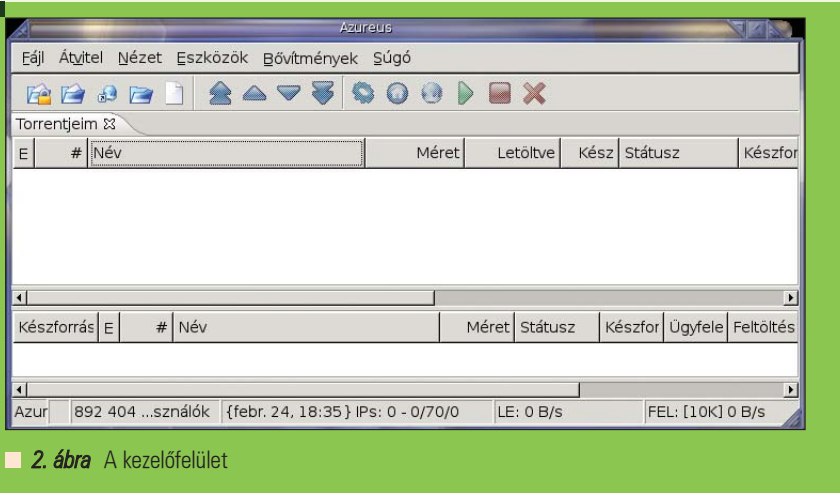 Azureus
Fájl Átvitel Nézet Eszközök Bővítmények Súgó
Torrentjeim
E # Név Méret Letöltve Kész Státusz Készfor
Készforrás E # Név Méret Státusz Készfor Ügyfele Feltöltés
Azur 892 404 ...sználók {febr. 24, 18:35} IPs: 0 - 0/70/0 LE: 0 B/s FEL: [10K] 0 B/s
2. ábra A kezelőfelület